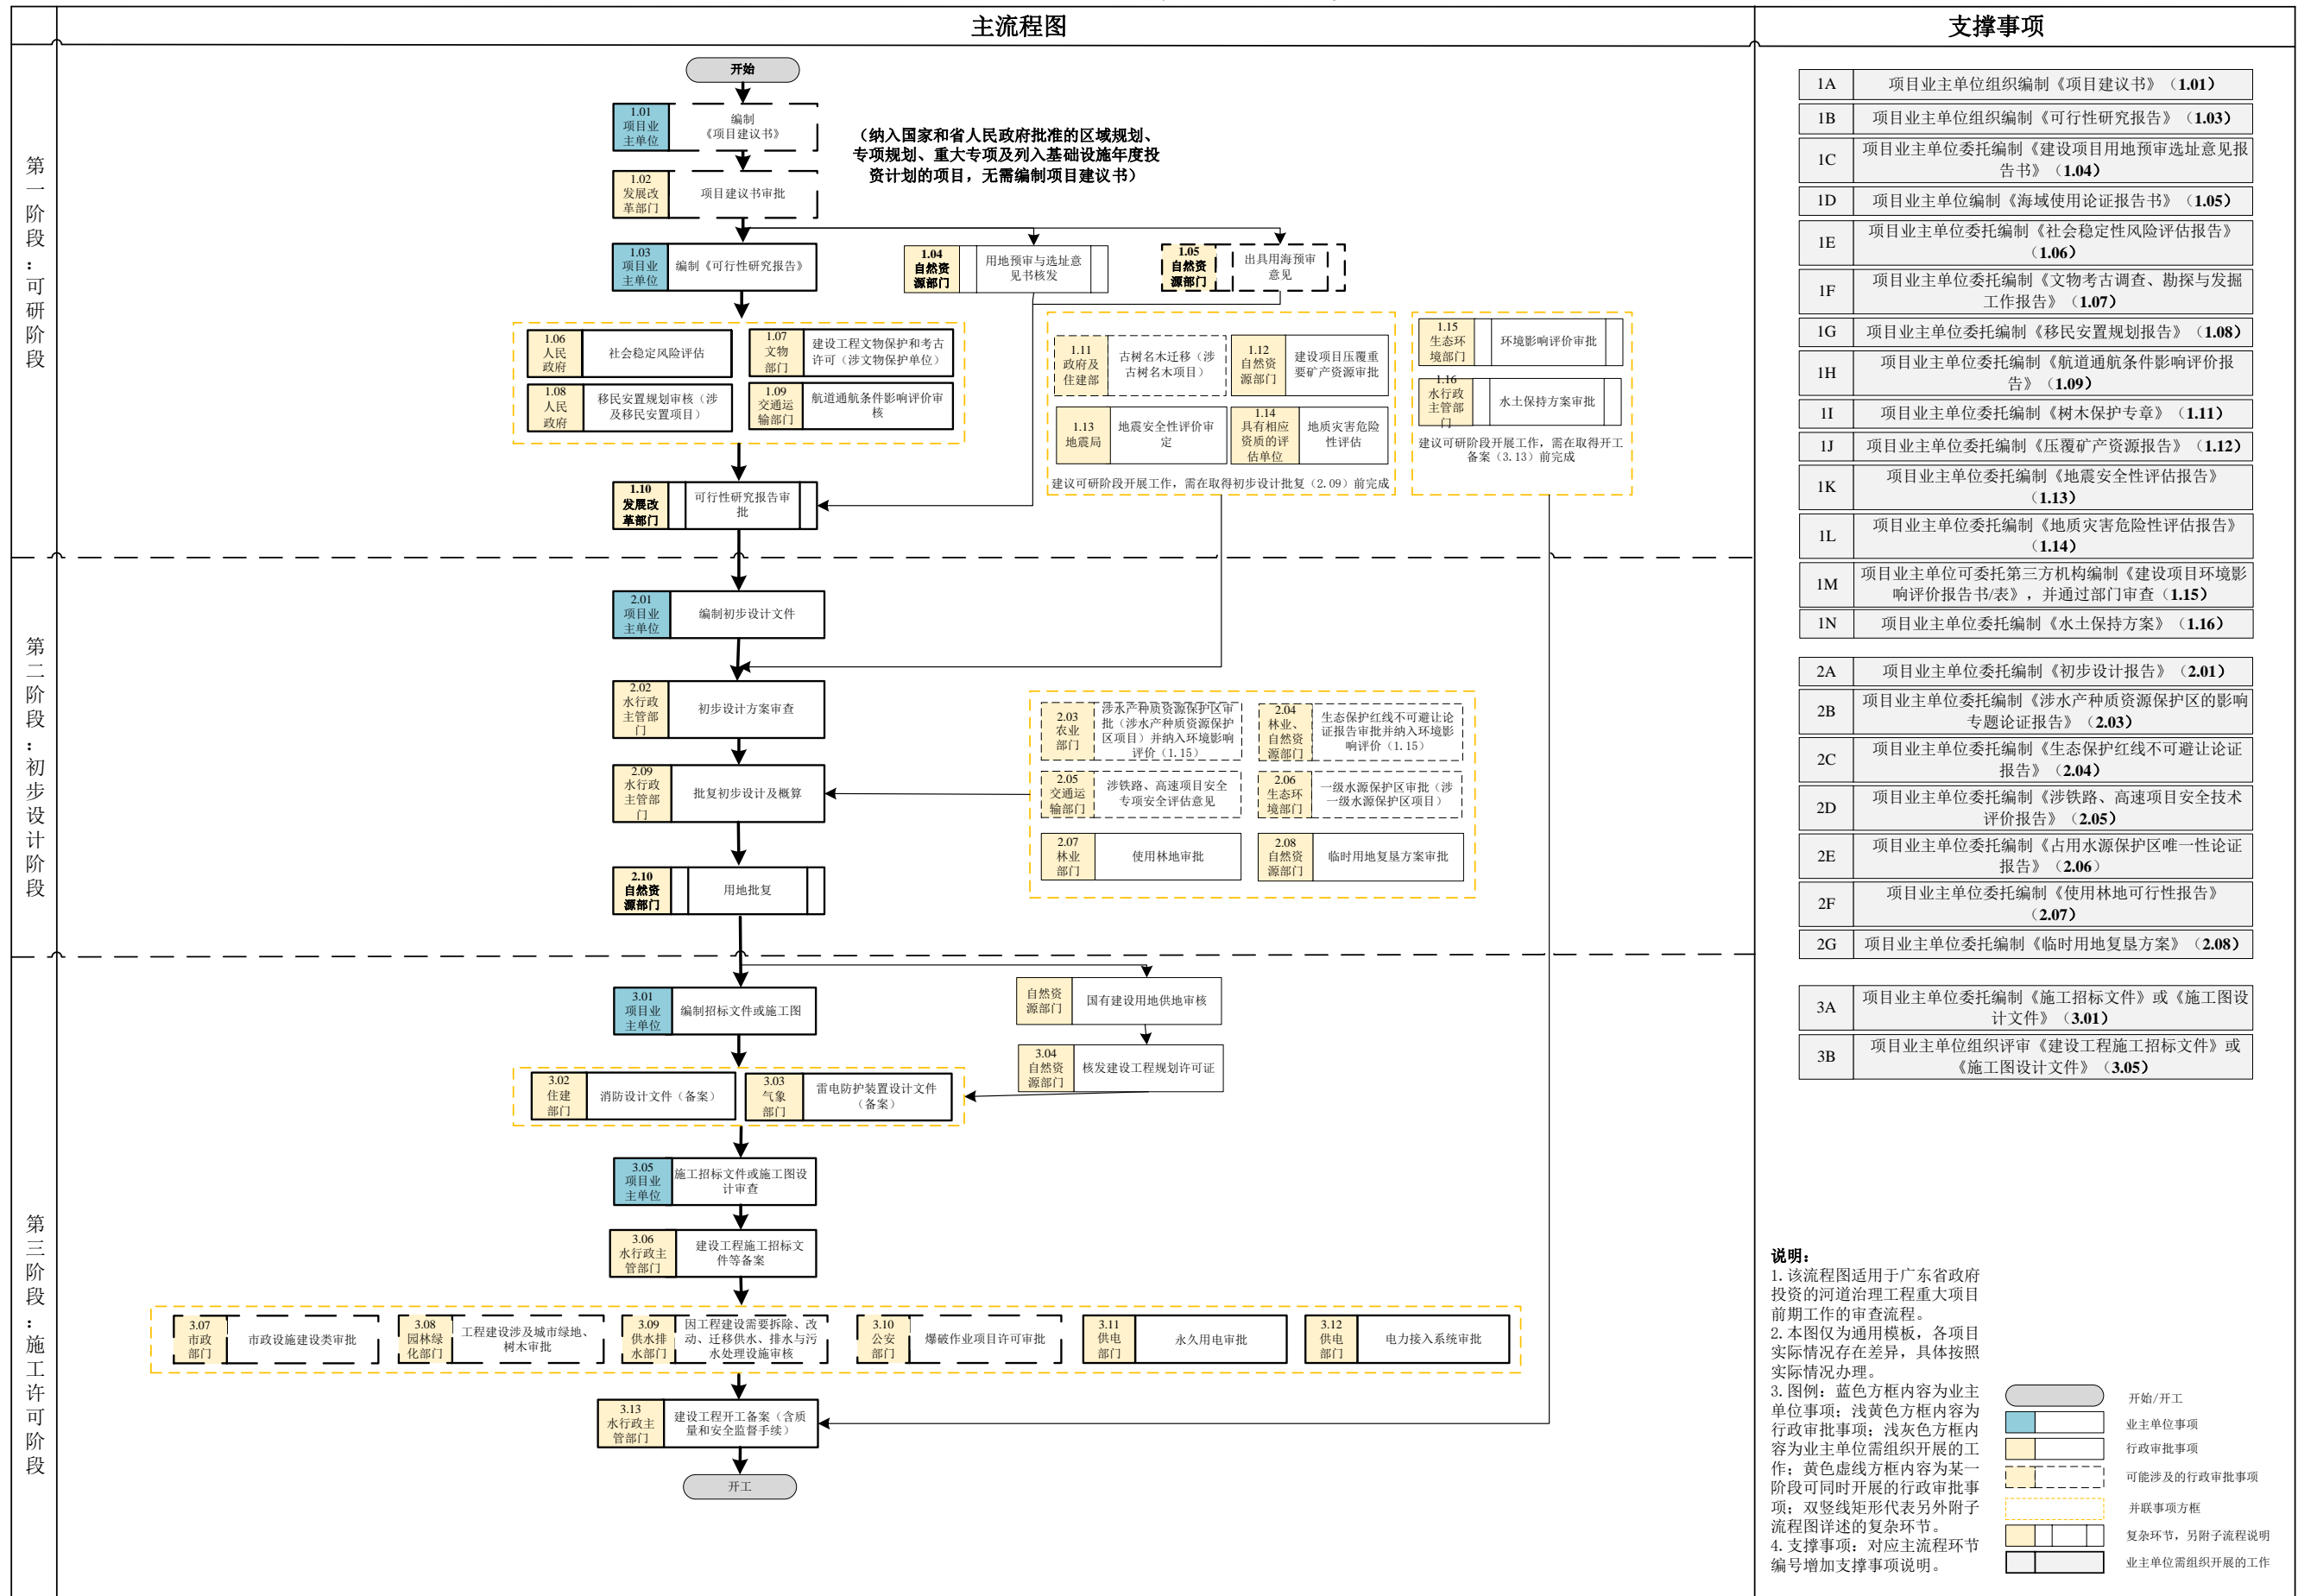 主流程图
支撑事项
第一阶段：可研阶段
开始
1.01
项目业
主单位
编制
《项目建议书》
（纳入国家和省人民政府批准的区域规划、
专项规划、重大专项及列入基础设施年度投
资计划的项目，无需编制项目建议书）
1.02
发展改
革部门
项目建议书审批
1.03
项目业
主单位
编制《可行性研究报告》
1.04
自然资
源部门
用地预审与选址意
见书核发
1.05
自然资
源部门
出具用海预审
意见
1.06
人民
政府
社会稳定风险评估
1.07
文物
部门
建设工程文物保护和考古
许可（涉文物保护单位）
1.08
人民
政府
移民安置规划审核（涉
及移民安置项目）
1.09
交通运
输部门
航道通航条件影响评价审
核
1.11
政府及
住建部
古树名木迁移（涉
古树名木项目）
1.12
自然资
源部门
建设项目压覆重
要矿产资源审批
1.13
地震局
地震安全性评价审
定
1.14
具有相应
资质的评
估单位
地质灾害危险
性评估
建议可研阶段开展工作，需在取得初步设计批复（2.09）前完成
1.15
生态环
境部门
环境影响评价审批
1.16
水行政
主管部
门
水土保持方案审批
建议可研阶段开展工作，需在取得开工
备案（3.13）前完成
1.10
发展改
革部门
可行性研究报告审
批
第二阶段：初步设计阶段
2.01
项目业
主单位
编制初步设计文件
2.02
水行政
主管部
门
初步设计方案审查
2.03
农业
部门
涉水产种质资源保护区审
批（涉水产种质资源保护
区项目）并纳入环境影响
评价（1.15）
2.04
林业、
自然资
源部门
生态保护红线不可避让论
证报告审批并纳入环境影
响评价（1.15）
2.05
交通运
输部门
涉铁路、高速项目安全
专项安全评估意见
2.06
生态环
境部门
一级水源保护区审批（涉
一级水源保护区项目）
2.07
林业
部门
使用林地审批
2.08
自然资
源部门
临时用地复垦方案审批
2.09
水行政
主管部
门
批复初步设计及概算
2.10
自然资
源部门
用地批复
第三阶段：施工许可阶段
3.01
项目业
主单位
编制招标文件或施工图
自然资
源部门
国有建设用地供地审核
3.04
自然资
源部门
核发建设工程规划许可证
3.02
住建
部门
消防设计文件（备案）
3.03
气象
部门
雷电防护装置设计文件
（备案）
3.05
项目业
主单位
施工招标文件或施工图设
计审查
3.06
水行政主
管部门
建设工程施工招标文
件等备案
3.07
市政
部门
市政设施建设类审批
3.08
园林绿
化部门
工程建设涉及城市绿地、
树木审批
3.09
供水排
水部门
因工程建设需要拆除、改
动、迁移供水、排水与污
水处理设施审核
3.10
公安
部门
爆破作业项目许可审批
3.11
供电
部门
永久用电审批
3.12
供电
部门
电力接入系统审批
3.13
水行政主
管部门
建设工程开工备案（含质
量和安全监督手续）
开工
1A
项目业主单位组织编制《项目建议书》（1.01）
1B
项目业主单位组织编制《可行性研究报告》（1.03）
1C
项目业主单位委托编制《建设项目用地预审选址意见报
告书》（1.04）
1D
项目业主单位编制《海域使用论证报告书》（1.05）
1E
项目业主单位委托编制《社会稳定性风险评估报告》
（1.06）
1F
项目业主单位委托编制《文物考古调查、勘探与发掘
工作报告》（1.07）
1G
项目业主单位委托编制《移民安置规划报告》（1.08）
1H
项目业主单位委托编制《航道通航条件影响评价报
告》（1.09）
1I
项目业主单位委托编制《树木保护专章》（1.11）
1J
项目业主单位委托编制《压覆矿产资源报告》（1.12）
1K
项目业主单位委托编制《地震安全性评估报告》
（1.13）
1L
项目业主单位委托编制《地质灾害危险性评估报告》
（1.14）
1M
项目业主单位可委托第三方机构编制《建设项目环境影
响评价报告书/表》，并通过部门审查（1.15）
1N
项目业主单位委托编制《水土保持方案》（1.16）
2A
项目业主单位委托编制《初步设计报告》（2.01）
2B
项目业主单位委托编制《涉水产种质资源保护区的影响
专题论证报告》（2.03）
2C
项目业主单位委托编制《生态保护红线不可避让论证
报告》（2.04）
2D
项目业主单位委托编制《涉铁路、高速项目安全技术
评价报告》（2.05）
2E
项目业主单位委托编制《占用水源保护区唯一性论证
报告》（2.06）
2F
项目业主单位委托编制《使用林地可行性报告》
（2.07）
2G
项目业主单位委托编制《临时用地复垦方案》（2.08）
3A
项目业主单位委托编制《施工招标文件》或《施工图设
计文件》（3.01）
3B
项目业主单位组织评审《建设工程施工招标文件》或
《施工图设计文件》（3.05）
说明：
1.该流程图适用于广东省政府
投资的河道治理工程重大项目
前期工作的审查流程。
2.本图仅为通用模板，各项目
实际情况存在差异，具体按照
实际情况办理。
3.图例：蓝色方框内容为业主
单位事项；浅黄色方框内容为
行政审批事项；浅灰色方框内
容为业主单位需组织开展的工
作；黄色虚线方框内容为某一
阶段可同时开展的行政审批事
项；双竖线矩形代表另外附子
流程图详述的复杂环节。
4.支撑事项：对应主流程环节
编号增加支撑事项说明。
开始/开工
业主单位事项
行政审批事项
可能涉及的行政审批事项
并联事项方框
复杂环节，另附子流程说明
业主单位需组织开展的工作